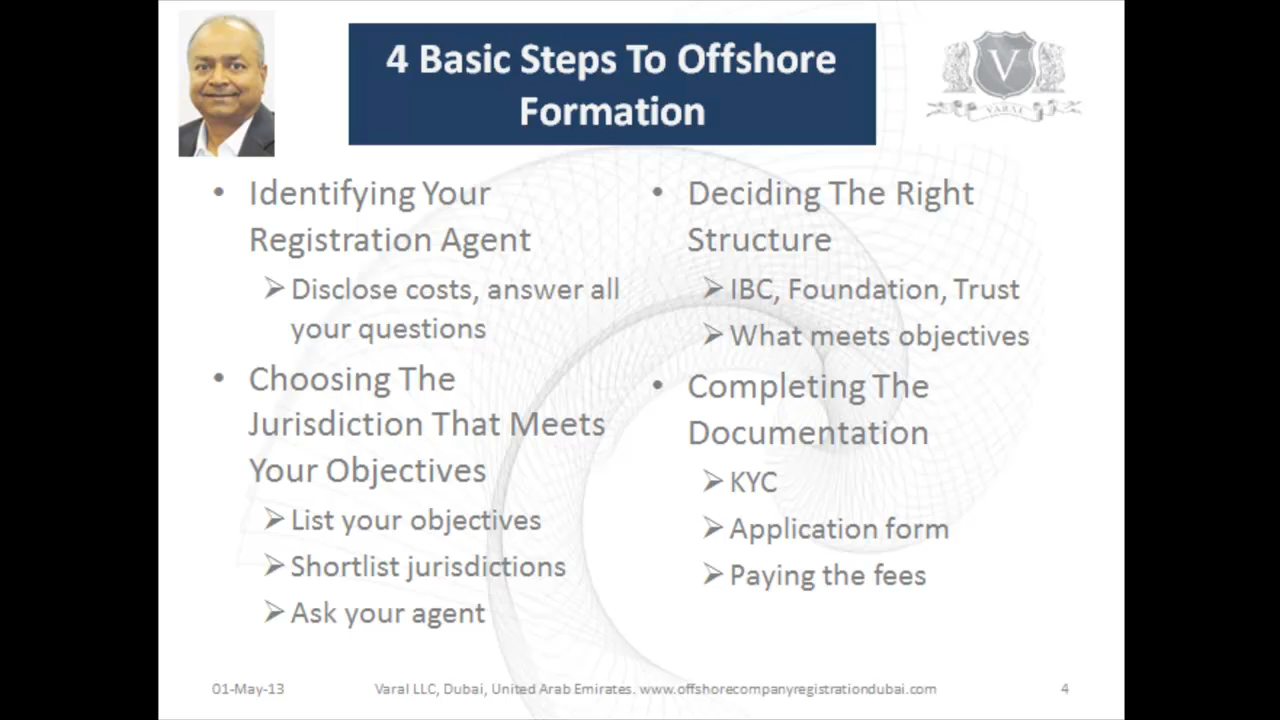 4 Basic Steps To Offshore
Formation
V
VARAL
• Identifying Your
Registration Agent
➢ Disclose costs, answer all
your questions
• Choosing The
Jurisdiction That Meets
Your Objectives
➢ List your objectives
➢ Shortlist jurisdictions
➢ Ask your agent
• Deciding The Right
Structure
➢ IBC, Foundation, Trust
➢ What meets objectives
• Completing The
Documentation
➢ KYC
➢ Application form
➢ Paying the fees
01-May-13
Varal LLC, Dubai, United Arab Emirates. www.offshorecompanyregistrationdubai.com
4